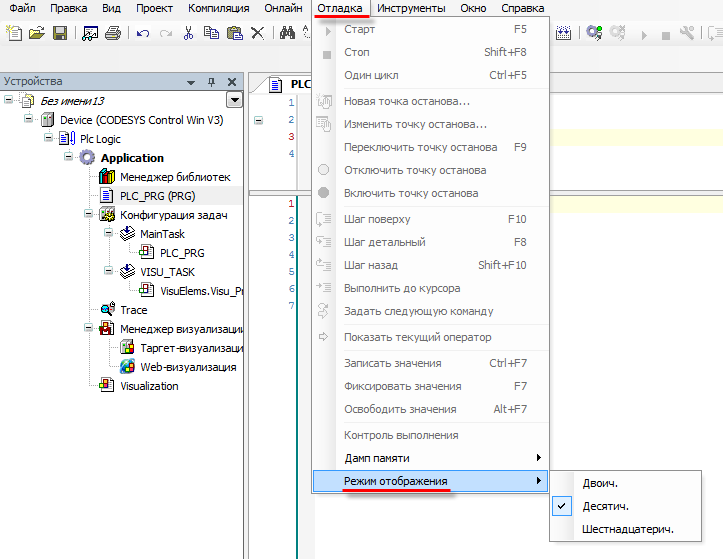 Файл Правка Вид Проект Компиляция Онлайн Отладка Инструменты Окно Справка
Устройства
Без имени13
Device (CODESYS Control Win V3)
Plc Logic
Application
Менеджер библиотек
PLC_PRG (PRG)
Конфигурация задач
MainTask
PLC_PRG
VISU_TASK
VisuElems.Visu_Pr
Trace
Менеджер визуализации
Таргет-визуализаци
Web-визуализация
Visualization
PLC
1
2
3
4
1
2
3
4
5
6
7
Старт F5
Стоп Shift+F8
Один цикл Ctrl+F5
Новая точка останова...
Изменить точку останова...
Переключить точку останова F9
Отключить точку останова
Включить точку останова
Шаг поверху F10
Шаг детальный F8
Шаг назад Shift+F10
Выполнить до курсора
Задать следующую команду
Показать текущий оператор
Записать значения Ctrl+F7
Фиксировать значения F7
Освободить значения Alt+F7
Контроль выполнения
Дамп памяти
Режим отображения
Двоич.
Десятич.
Шестнадцатерич.